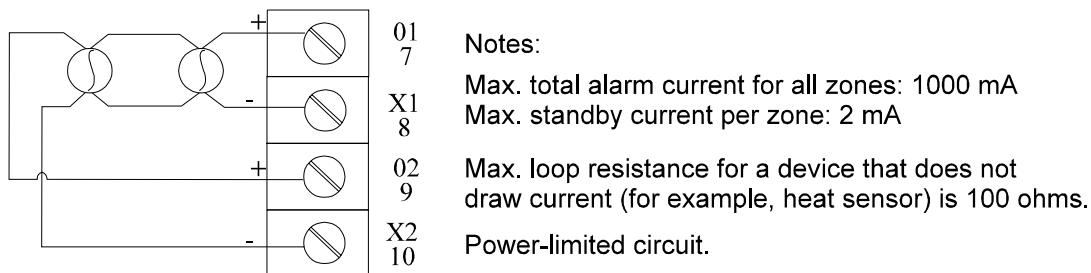 +
01
7
-
X1
8
+
02
9
-
X2
10
Notes:
Max. total alarm current for all zones: 1000 mA
Max. standby current per zone: 2 mA
Max. loop resistance for a device that does not
draw current (for example, heat sensor) is 100 ohms.
Power-limited circuit.